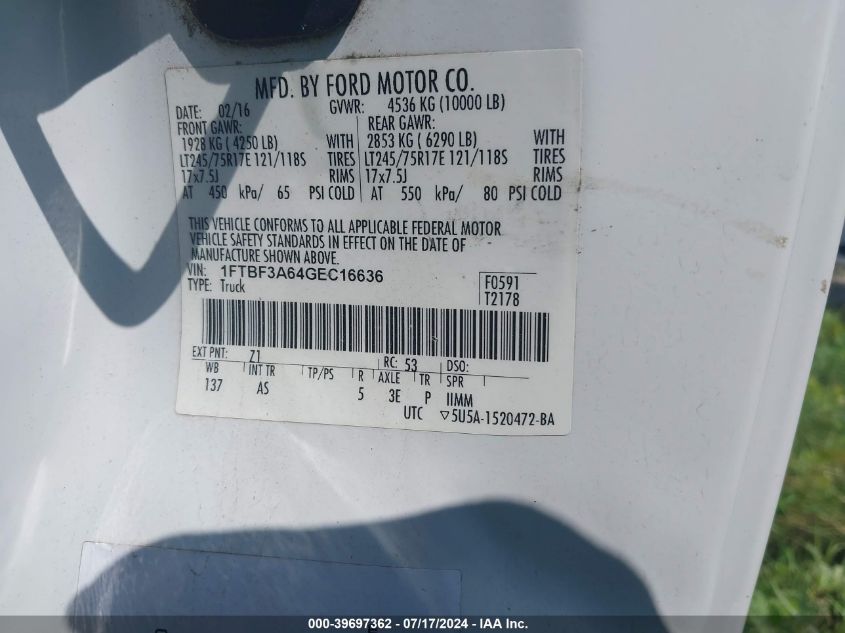 MFD. BY FORD MOTOR CO.
DATE: 02/16 GVWR: 4536 KG (10000 LB)
FRONT GAWR: REAR GAWR:
1928 KG ( 4250 LB) WITH 2853 KG ( 6290 LB) WITH
LT245/75R17E 121/118S TIRES LT245/75R17E 121/118S TIRES
17x7.5J RIMS 17x7.5J RIMS
AT 450 kPa/ 65 PSI COLD AT 550 kPa/ 80 PSI COLD
THIS VEHICLE CONFORMS TO ALL APPLICABLE FEDERAL MOTOR
VEHICLE SAFETY STANDARDS IN EFFECT ON THE DATE OF
MANUFACTURE SHOWN ABOVE.
VIN: 1FTBF3A64GEC16636 F0591
TYPE: Truck T2178
EXT PNT: Z1 RC: 53 DSO:
WB INT TR TP/PS R AXLE TR SPR
137 AS 5 3E P IIMM
UTC ▽5U5A-1520472-BA
000-39697362 - 07/17/2024 - IAAI.COM